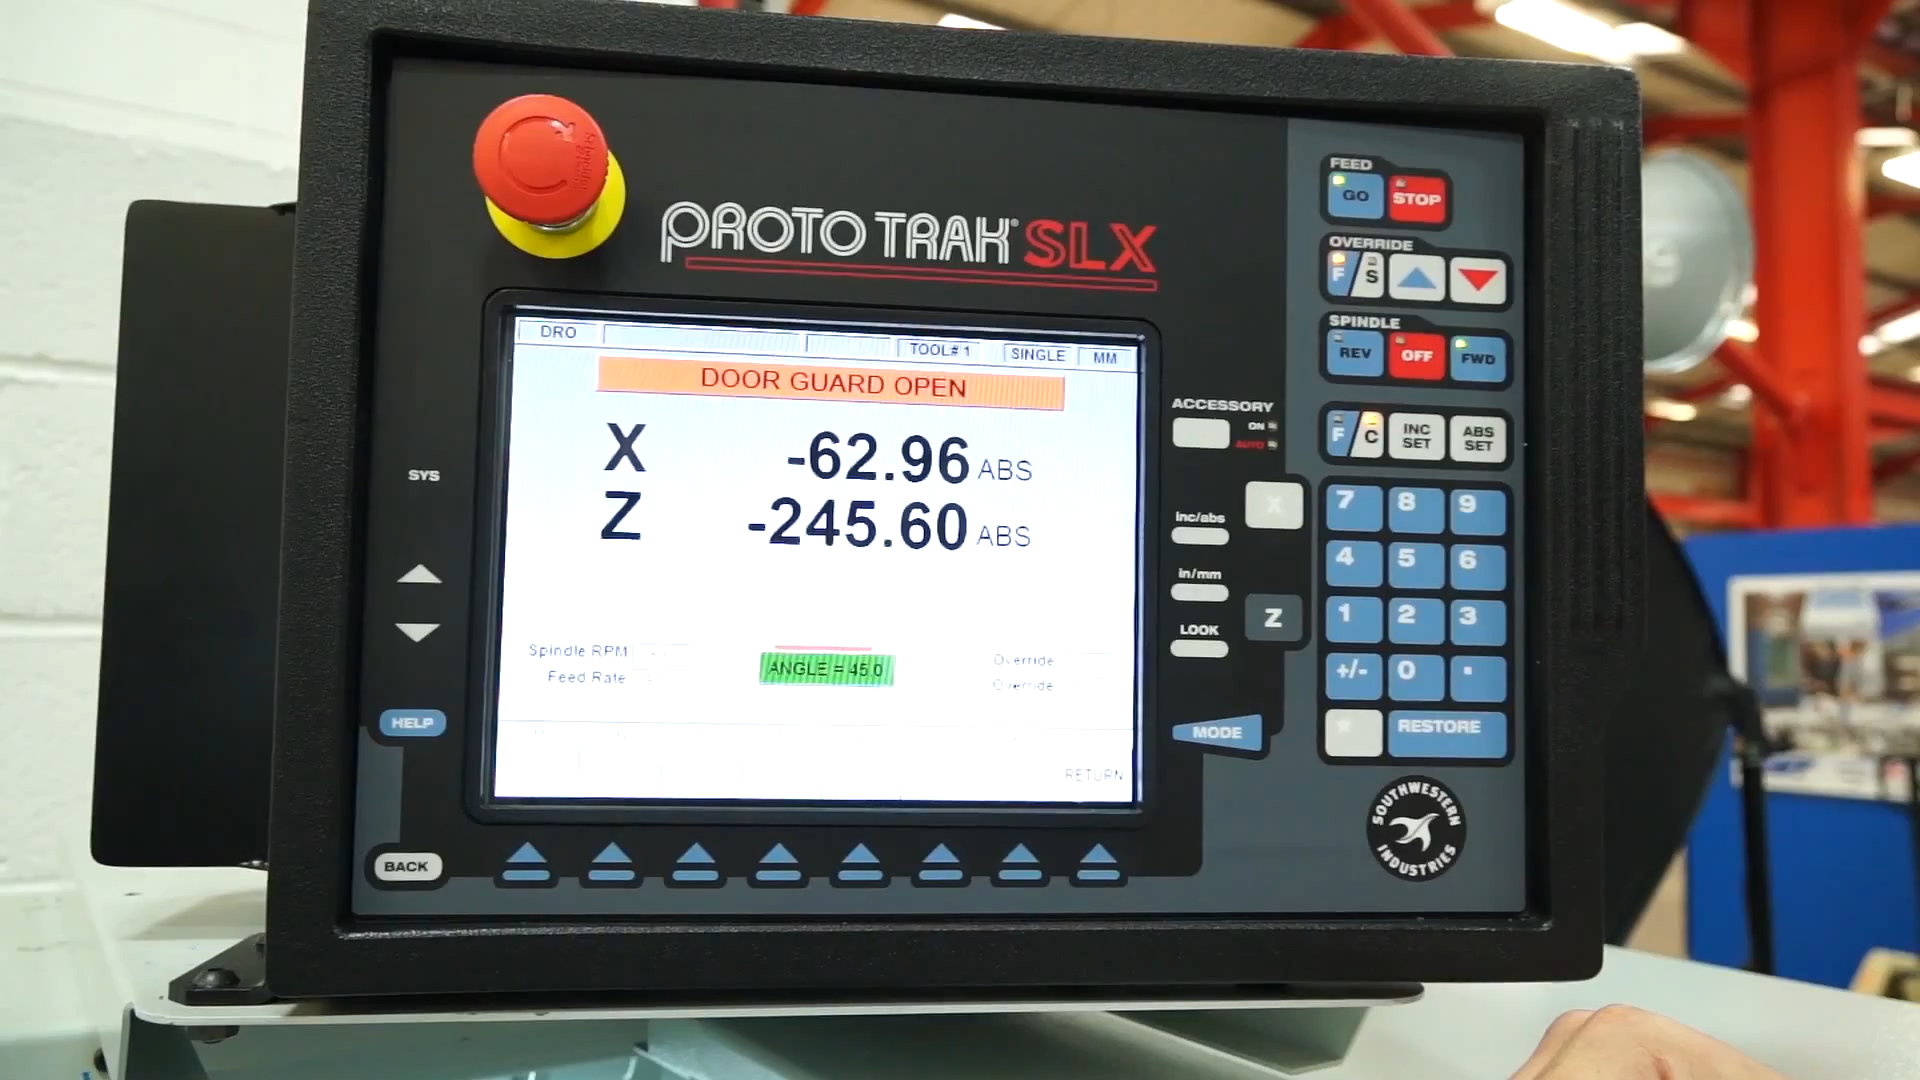 PROTO TRAK® SLX
DRO
TOOL# 1
SINGLE
MM
DOOR GUARD OPEN
X -62.96 ABS
Z -245.60 ABS
Spindle RPM
Feed Rate
ANGLE = 45.0
Override
Override
RETURN
SYS
HELP
BACK
ACCESSORY
ON
AUTO
inc/abs
in/mm
LOOK
X
Z
MODE
FEED
GO STOP
OVERRIDE
F/S
SPINDLE
REV OFF FWD
F/C INC SET ABS SET
7 8 9
4 5 6
1 2 3
+/- 0 .
* RESTORE
SOUTHWESTERN
INDUSTRIES